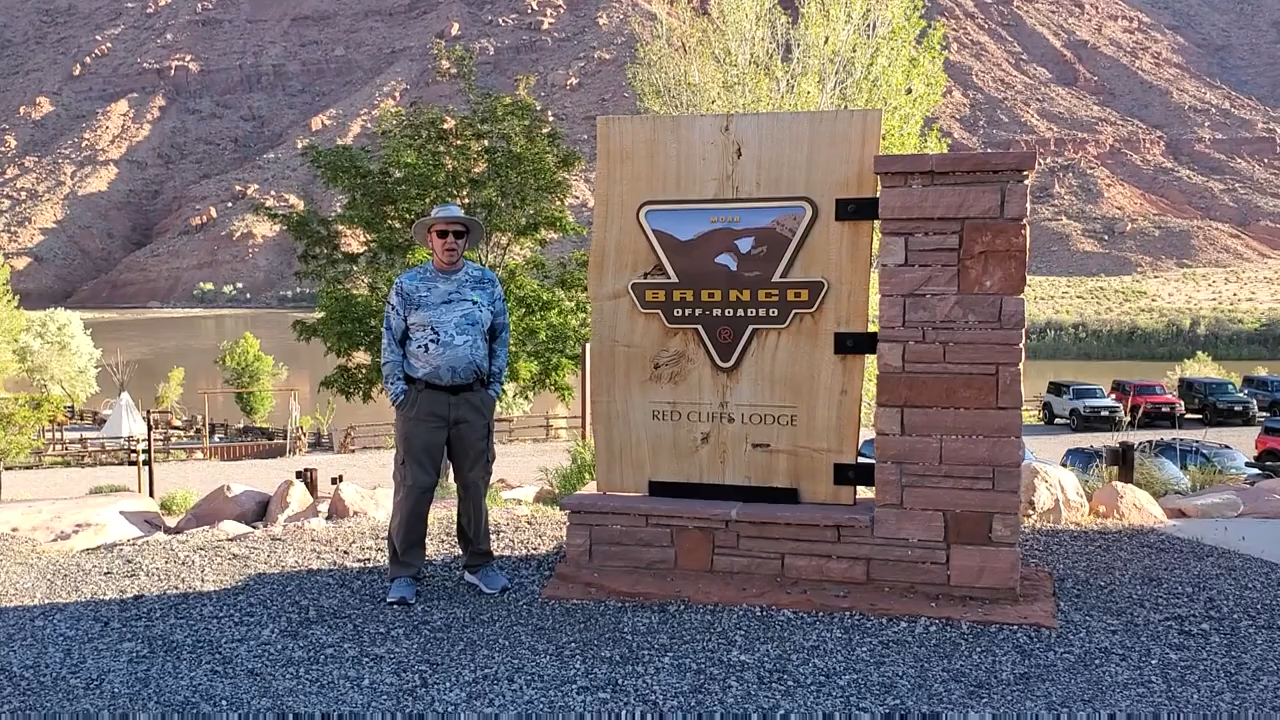 MOAB
BRONCO
OFF-ROADEO
R
AT
RED CLIFFS LODGE